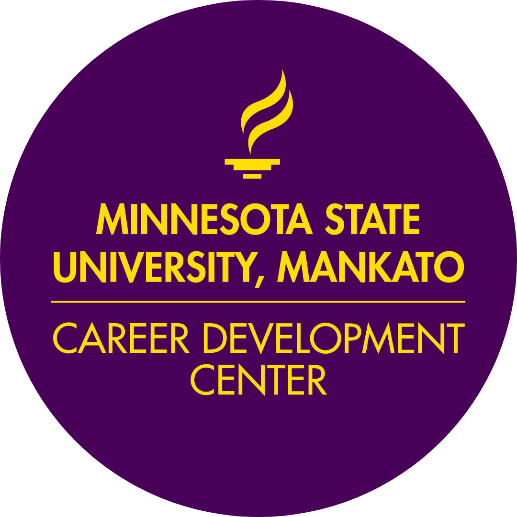 MINNESOTA STATE
UNIVERSITY, MANKATO
CAREER DEVELOPMENT
CENTER